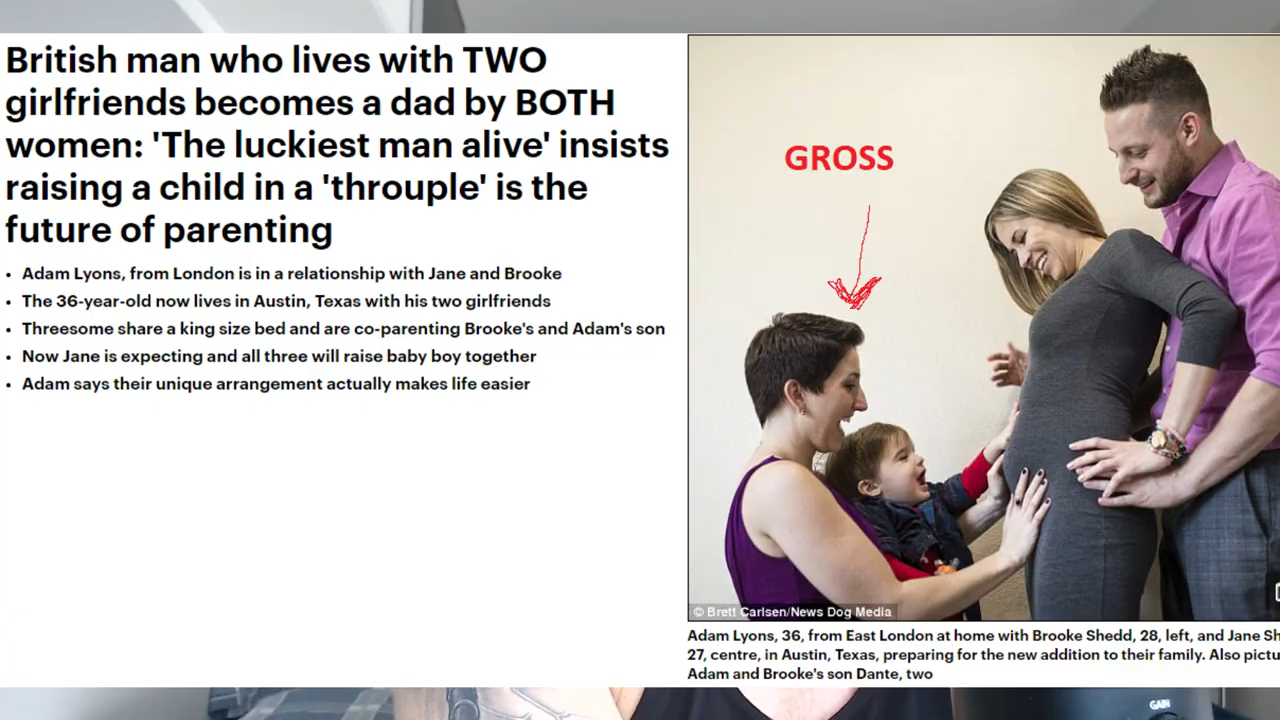 British man who lives with TWO
girlfriends becomes a dad by BOTH
women: 'The luckiest man alive' insists
raising a child in a 'throuple' is the
future of parenting
• Adam Lyons, from London is in a relationship with Jane and Brooke
• The 36-year-old now lives in Austin, Texas with his two girlfriends
• Threesome share a king size bed and are co-parenting Brooke's and Adam's son
• Now Jane is expecting and all three will raise baby boy together
• Adam says their unique arrangement actually makes life easier
GROSS
© Brett Carlsen/News Dog Media
Adam Lyons, 36, from East London at home with Brooke Shedd, 28, left, and Jane Sh
27, centre, in Austin, Texas, preparing for the new addition to their family. Also pictu
Adam and Brooke's son Dante, two
GAIN